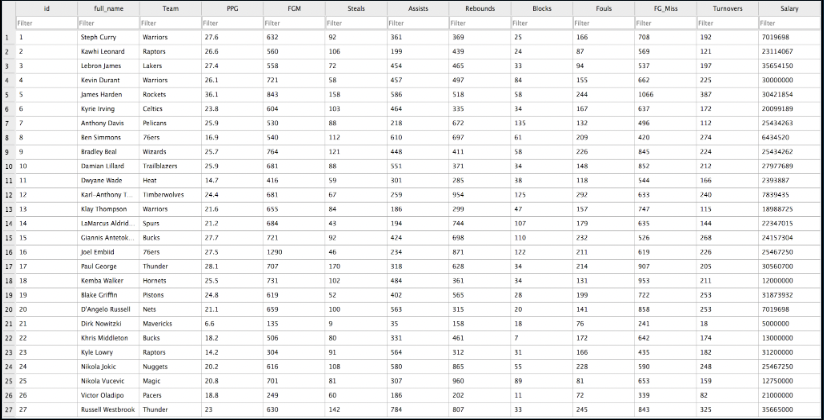 id full_name Team PPG FGM Steals Assists Rebounds Blocks Fouls FG_Miss Turnovers Salary
Filter Filter Filter Filter Filter Filter Filter Filter Filter Filter Filter Filter Filter
1 1 Steph Curry Warriors 27.6 632 92 361 369 25 166 708 192 7019698
2 2 Kawhi Leonard Raptors 26.6 560 106 199 439 24 87 569 121 23114067
3 3 Lebron James Lakers 27.4 558 72 454 465 33 94 537 197 35654150
4 4 Kevin Durant Warriors 26.1 721 58 457 497 84 155 662 225 30000000
5 5 James Harden Rockets 36.1 843 158 586 518 58 244 1066 387 30421854
6 6 Kyrie Irving Celtics 23.8 604 103 464 335 34 167 637 172 20099189
7 7 Anthony Davis Pelicans 25.9 530 88 218 672 135 132 496 112 25434263
8 8 Ben Simmons 76ers 16.9 540 112 610 697 61 209 420 274 6434520
9 9 Bradley Beal Wizards 25.7 764 121 448 411 58 226 845 224 25434262
10 10 Damian Lillard Trailblazers 25.9 681 88 551 371 34 148 852 212 27977689
11 11 Dwyane Wade Heat 14.7 416 59 301 285 38 118 544 166 2393887
12 12 Karl-Anthony T... Timberwolves 24.4 681 67 259 954 125 292 633 240 7839435
13 13 Klay Thompson Warriors 21.6 655 84 186 299 47 157 747 115 18988725
14 14 LaMarcus Aldrid... Spurs 21.2 684 43 194 744 107 179 635 144 22347015
15 15 Giannis Antetok... Bucks 27.7 721 92 424 698 110 232 526 268 24157304
16 16 Joel Embiid 76ers 27.5 1290 46 234 871 122 211 619 226 25467250
17 17 Paul George Thunder 28.1 707 170 318 628 34 214 907 205 30560700
18 18 Kemba Walker Hornets 25.5 731 102 484 361 34 131 953 211 12000000
19 19 Blake Griffin Pistons 24.8 619 52 402 565 28 199 722 253 31873932
20 20 D'Angelo Russell Nets 21.1 659 100 563 315 20 141 858 253 7019698
21 21 Dirk Nowitzki Mavericks 6.6 135 9 35 158 18 76 241 18 5000000
22 22 Khris Middleton Bucks 18.2 506 80 331 461 7 172 642 174 13000000
23 23 Kyle Lowry Raptors 14.2 304 91 564 312 31 166 435 182 31200000
24 24 Nikola Jokic Nuggets 20.2 616 108 580 865 55 228 590 248 25467250
25 25 Nikola Vucevic Magic 20.8 701 81 307 960 89 81 653 159 12750000
26 26 Victor Oladipo Pacers 18.8 249 60 186 202 11 72 339 82 21000000
27 27 Russell Westbrook Thunder 23 630 142 784 807 33 245 843 325 35665000